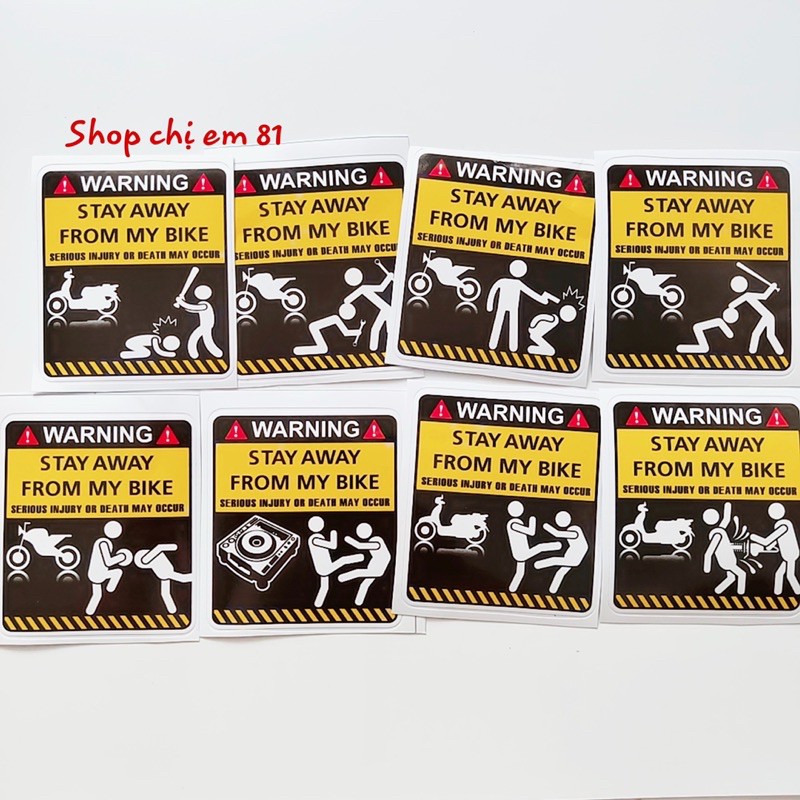 Shop chị em 81
WARNING
STAY AWAY
FROM MY BIKE
SERIOUS INJURY OR DEATH MAY OCCUR
WARNING
STAY AWAY
FROM MY BIKE
SERIOUS INJURY OR DEATH MAY OCCUR
WARNING
STAY AWAY
FROM MY BIKE
SERIOUS INJURY OR DEATH MAY OCCUR
WARNING
STAY AWAY
FROM MY BIKE
SERIOUS INJURY OR DEATH MAY OCCUR
WARNING
STAY AWAY
FROM MY BIKE
SERIOUS INJURY OR DEATH MAY OCCUR
WARNING
STAY AWAY
FROM MY BIKE
SERIOUS INJURY OR DEATH MAY OCCUR
WARNING
STAY AWAY
FROM MY BIKE
SERIOUS INJURY OR DEATH MAY OCCUR
WARNING
STAY AWAY
FROM MY BIKE
SERIOUS INJURY OR DEATH MAY OCCUR